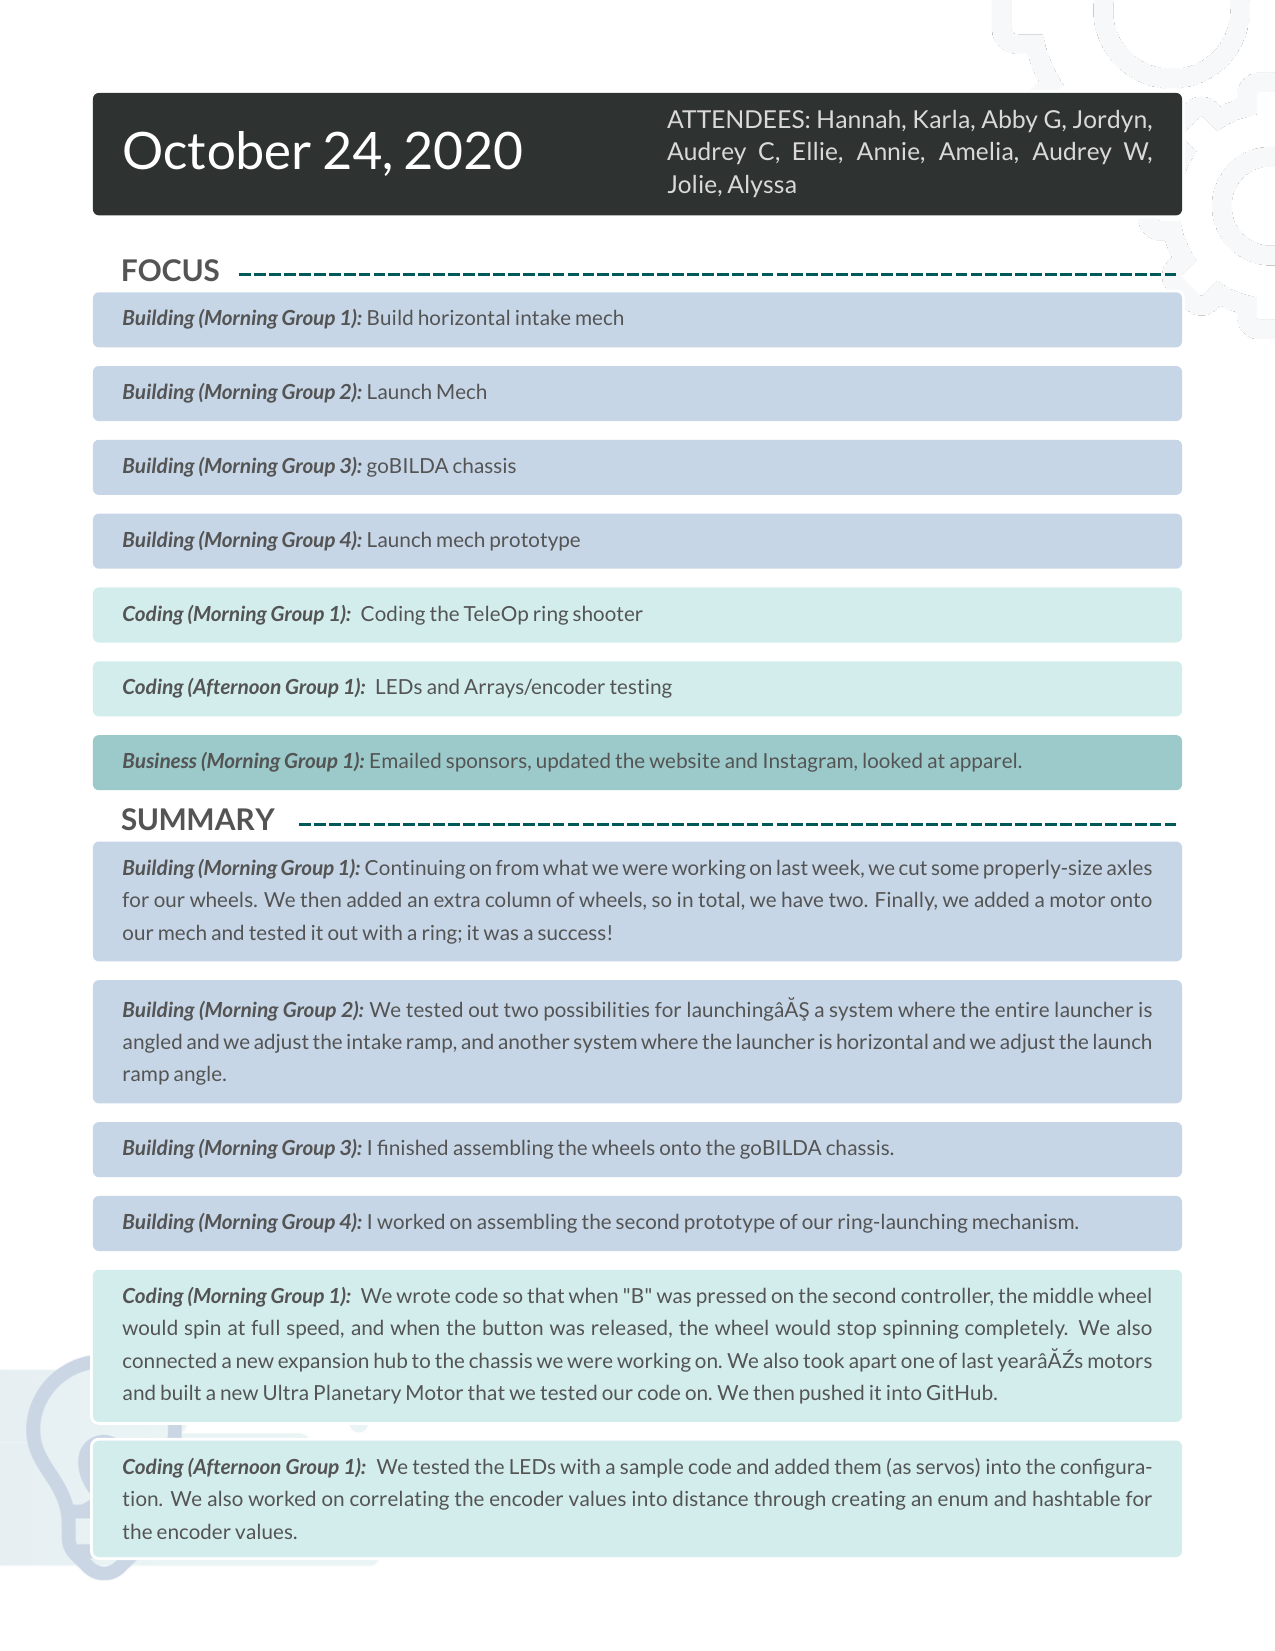 October 24, 2020
ATTENDEES: Hannah, Karla, Abby G, Jordyn,
Audrey C, Ellie, Annie, Amelia, Audrey W,
Jolie, Alyssa
FOCUS
Building (Morning Group 1): Build horizontal intake mech
Building (Morning Group 2): Launch Mech
Building (Morning Group 3): goBILDA chassis
Building (Morning Group 4): Launch mech prototype
Coding (Morning Group 1): Coding the TeleOp ring shooter
Coding (Afternoon Group 1): LEDs and Arrays/encoder testing
Business (Morning Group 1): Emailed sponsors, updated the website and Instagram, looked at apparel.
SUMMARY
Building (Morning Group 1): Continuing on from what we were working on last week, we cut some properly-size axles
for our wheels. We then added an extra column of wheels, so in total, we have two. Finally, we added a motor onto
our mech and tested it out with a ring; it was a success!
Building (Morning Group 2): We tested out two possibilities for launchingâĂŞ a system where the entire launcher is
angled and we adjust the intake ramp, and another system where the launcher is horizontal and we adjust the launch
ramp angle.
Building (Morning Group 3): I finished assembling the wheels onto the goBILDA chassis.
Building (Morning Group 4): I worked on assembling the second prototype of our ring-launching mechanism.
Coding (Morning Group 1): We wrote code so that when "B" was pressed on the second controller, the middle wheel
would spin at full speed, and when the button was released, the wheel would stop spinning completely. We also
connected a new expansion hub to the chassis we were working on. We also took apart one of last yearâĂŹs motors
and built a new Ultra Planetary Motor that we tested our code on. We then pushed it into GitHub.
Coding (Afternoon Group 1): We tested the LEDs with a sample code and added them (as servos) into the configura-
tion. We also worked on correlating the encoder values into distance through creating an enum and hashtable for
the encoder values.